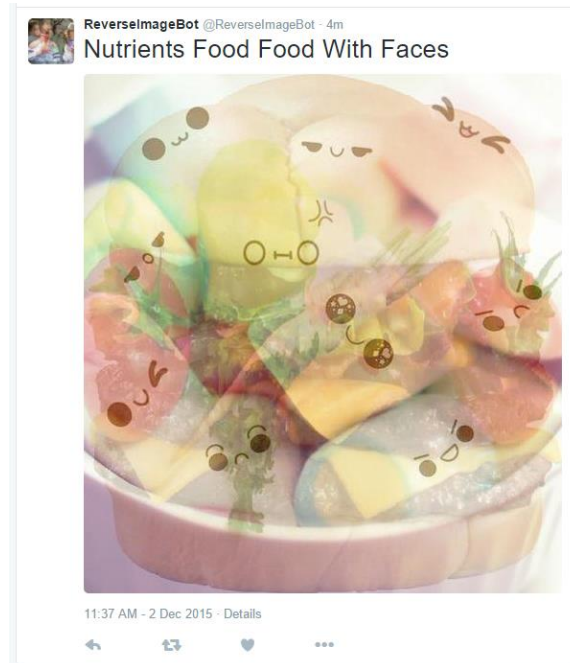 ReverseImageBot @ReverseImageBot · 4m
Nutrients Food Food With Faces
11:37 AM - 2 Dec 2015 · Details